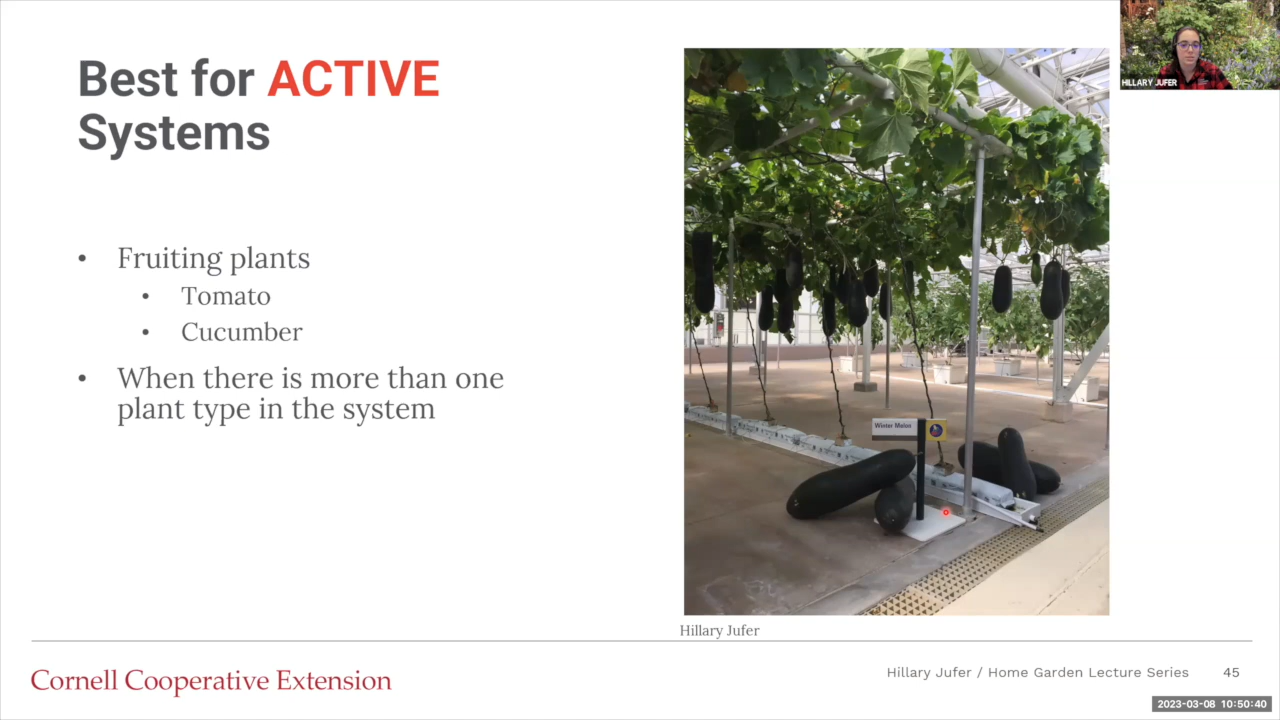 Best for ACTIVE
Systems
• Fruiting plants
• Tomato
• Cucumber
• When there is more than one
plant type in the system
Winter Melon
HILLARY JUFER
Hillary Jufer
Cornell Cooperative Extension
Hillary Jufer / Home Garden Lecture Series
45
2023-03-08 10:50:40